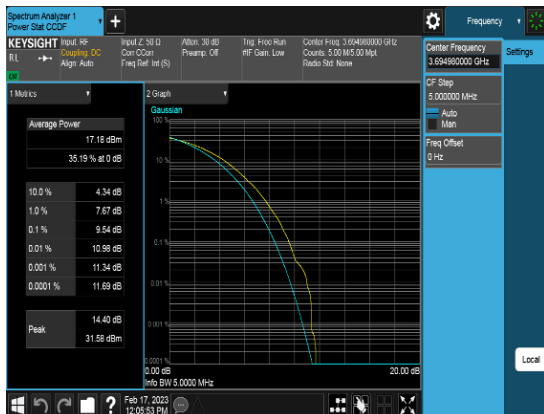 Spectrum Analyzer 1
Power Stat CCDF
Frequency
KEYSIGHT
Input: RF
Input Z: 50 Ω
Atten: 30 dB
Trig: Free Run
Center Freq: 3.694980000 GHz
RL
Coupling: DC
Corr CCorr
Preamp: Off
#IF Gain: Low
Counts: 5.00 M/5.00 Mpt
Align: Auto
Freq Ref: Int (S)
Radio Std: None
1 Metrics
2 Graph
Gaussian
Average Power
17.18 dBm
35.19 % at 0 dB
10.0 % 4.34 dB
1.0 % 7.67 dB
0.1 % 9.54 dB
0.01 % 10.98 dB
0.001 % 11.34 dB
0.0001 % 11.69 dB
Peak
14.40 dB
31.58 dBm
100 %
10 %
1 %
0.1 %
0.01 %
0.001 %
0.0001 %
0.00 dB
20.00 dB
Info BW 5.0000 MHz
Center Frequency
3.694980000 GHz
Settings
CF Step
5.000000 MHz
Auto
Man
Freq Offset
0 Hz
Local
Feb 17, 2023
12:05:53 PM